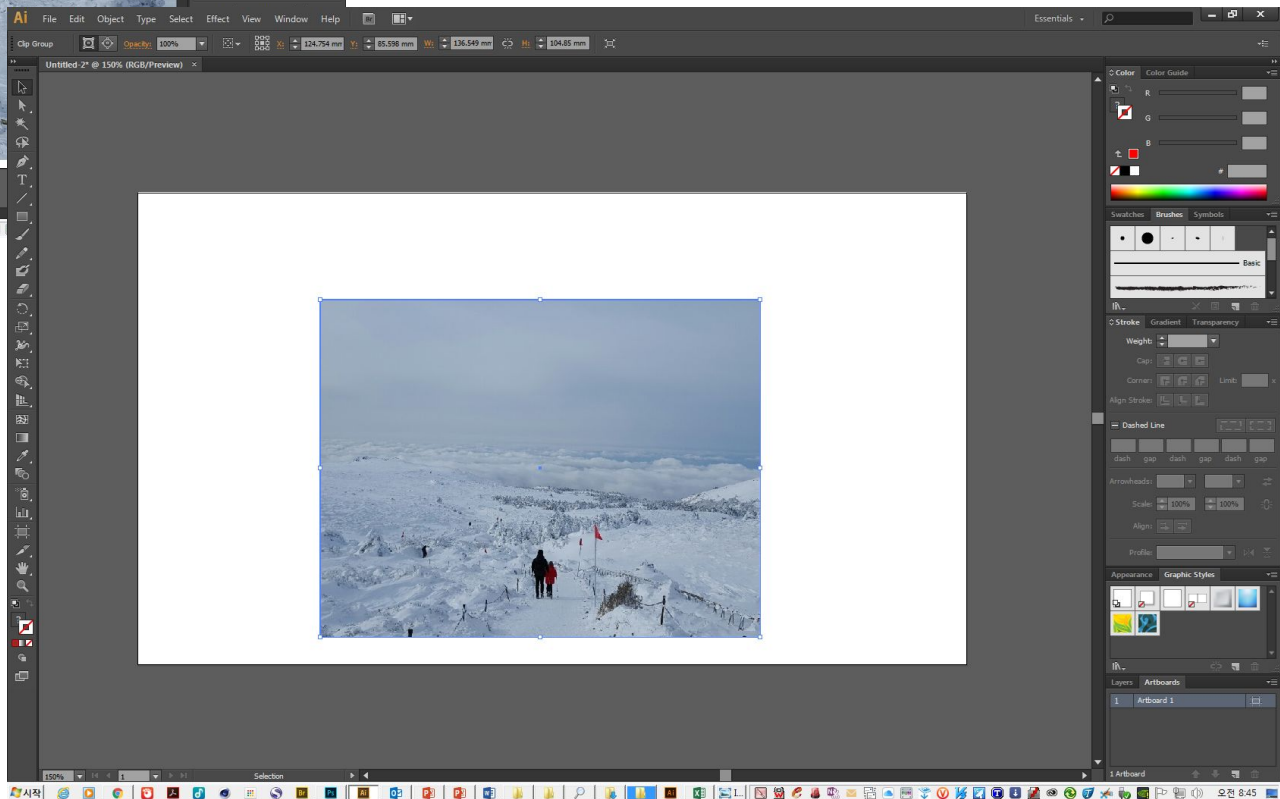 Ai File Edit Object Type Select Effect View Window Help Br Essentials
Clip Group Opacity: 100% X: 124.754 mm Y: 85.598 mm W: 136.549 mm H: 104.85 mm
Untitled-2* @ 150% (RGB/Preview) ×
Color Color Guide
R
G
B
#
Swatches Brushes Symbols
Basic
Stroke Gradient Transparency
Weight:
Cap:
Corner: Limit: x
Align Stroke:
Dashed Line
dash gap dash gap dash gap
Arrowheads:
Scale: 100% 100%
Align:
Profile:
Appearance Graphic Styles
Layers Artboards
1 Artboard 1
1 Artboard
150% 1 Selection
시작 오전 8:45